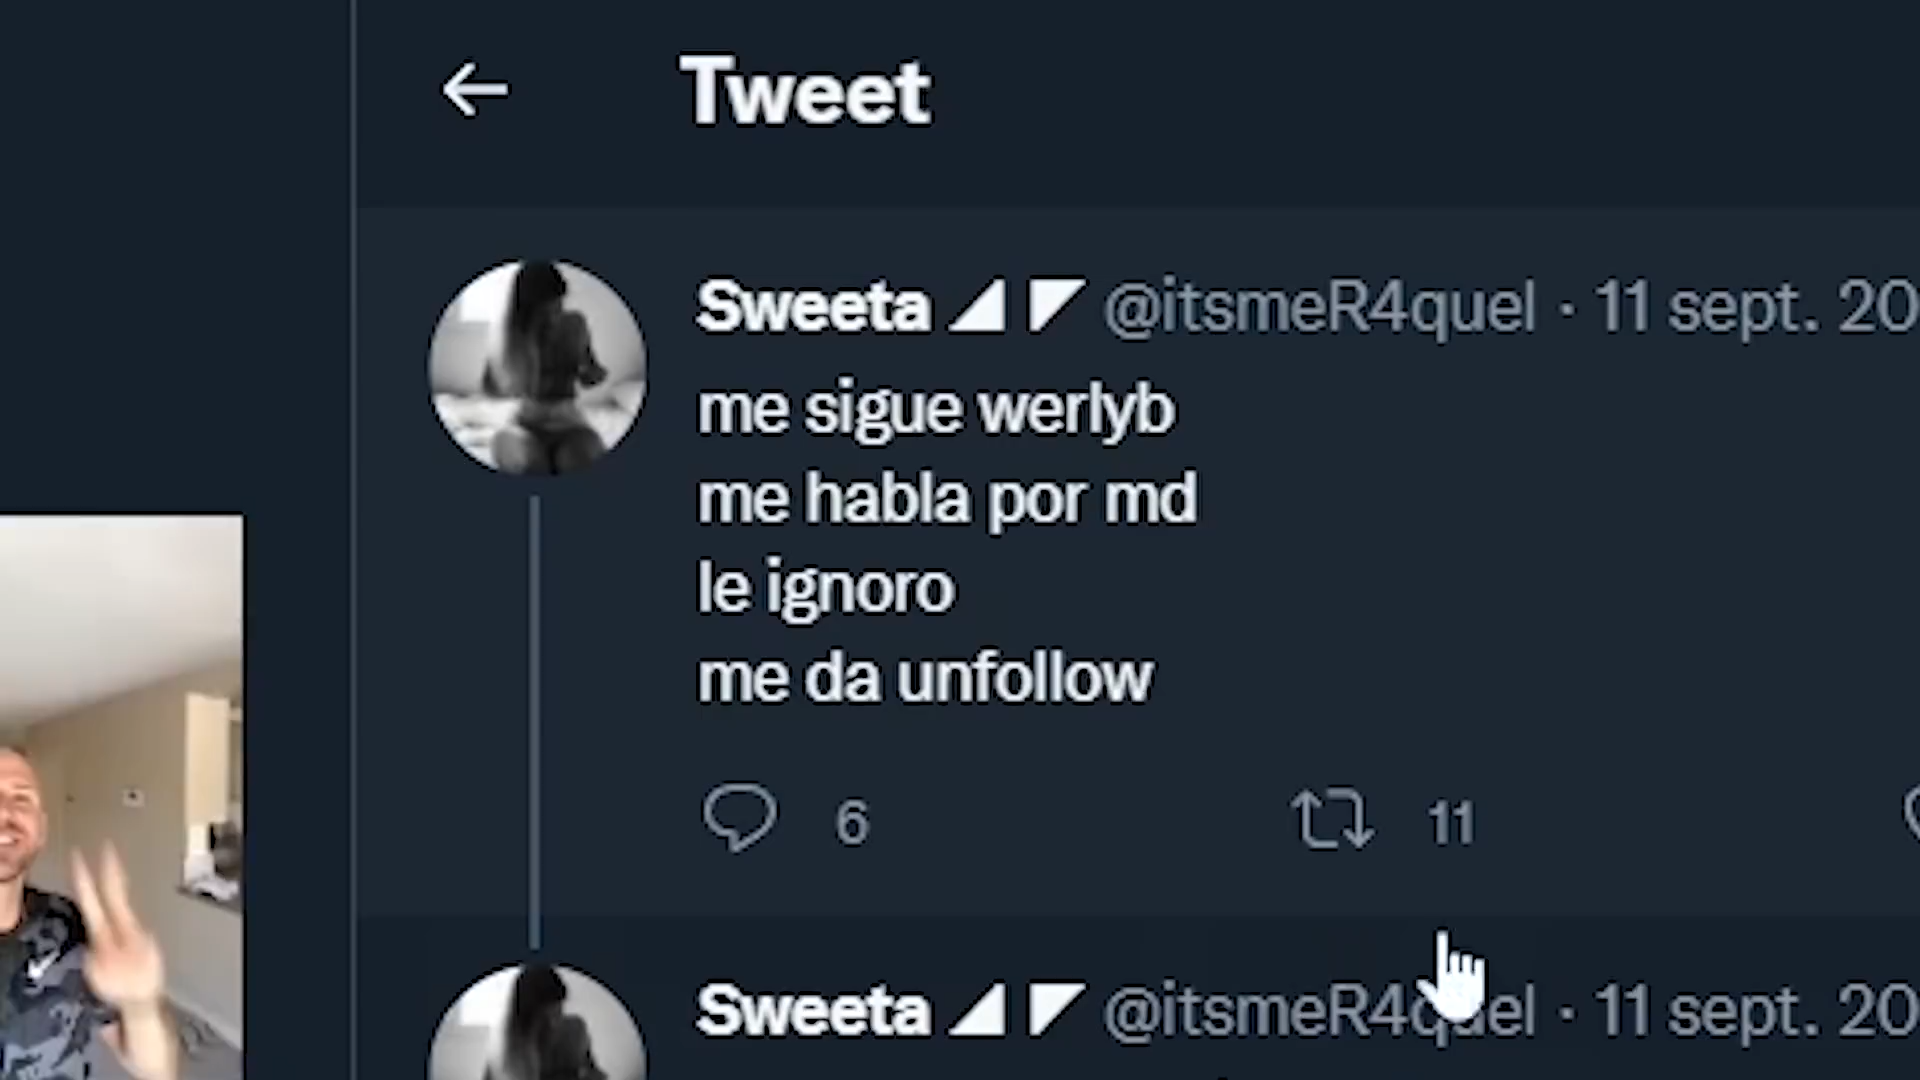 Tweet
Sweeta ◢ ◤ @itsmeR4quel · 11 sept. 20
me sigue werlyb
me habla por md
le ignoro
me da unfollow
6 11
Sweeta ◢ ◤ @itsmeR4quel · 11 sept. 20